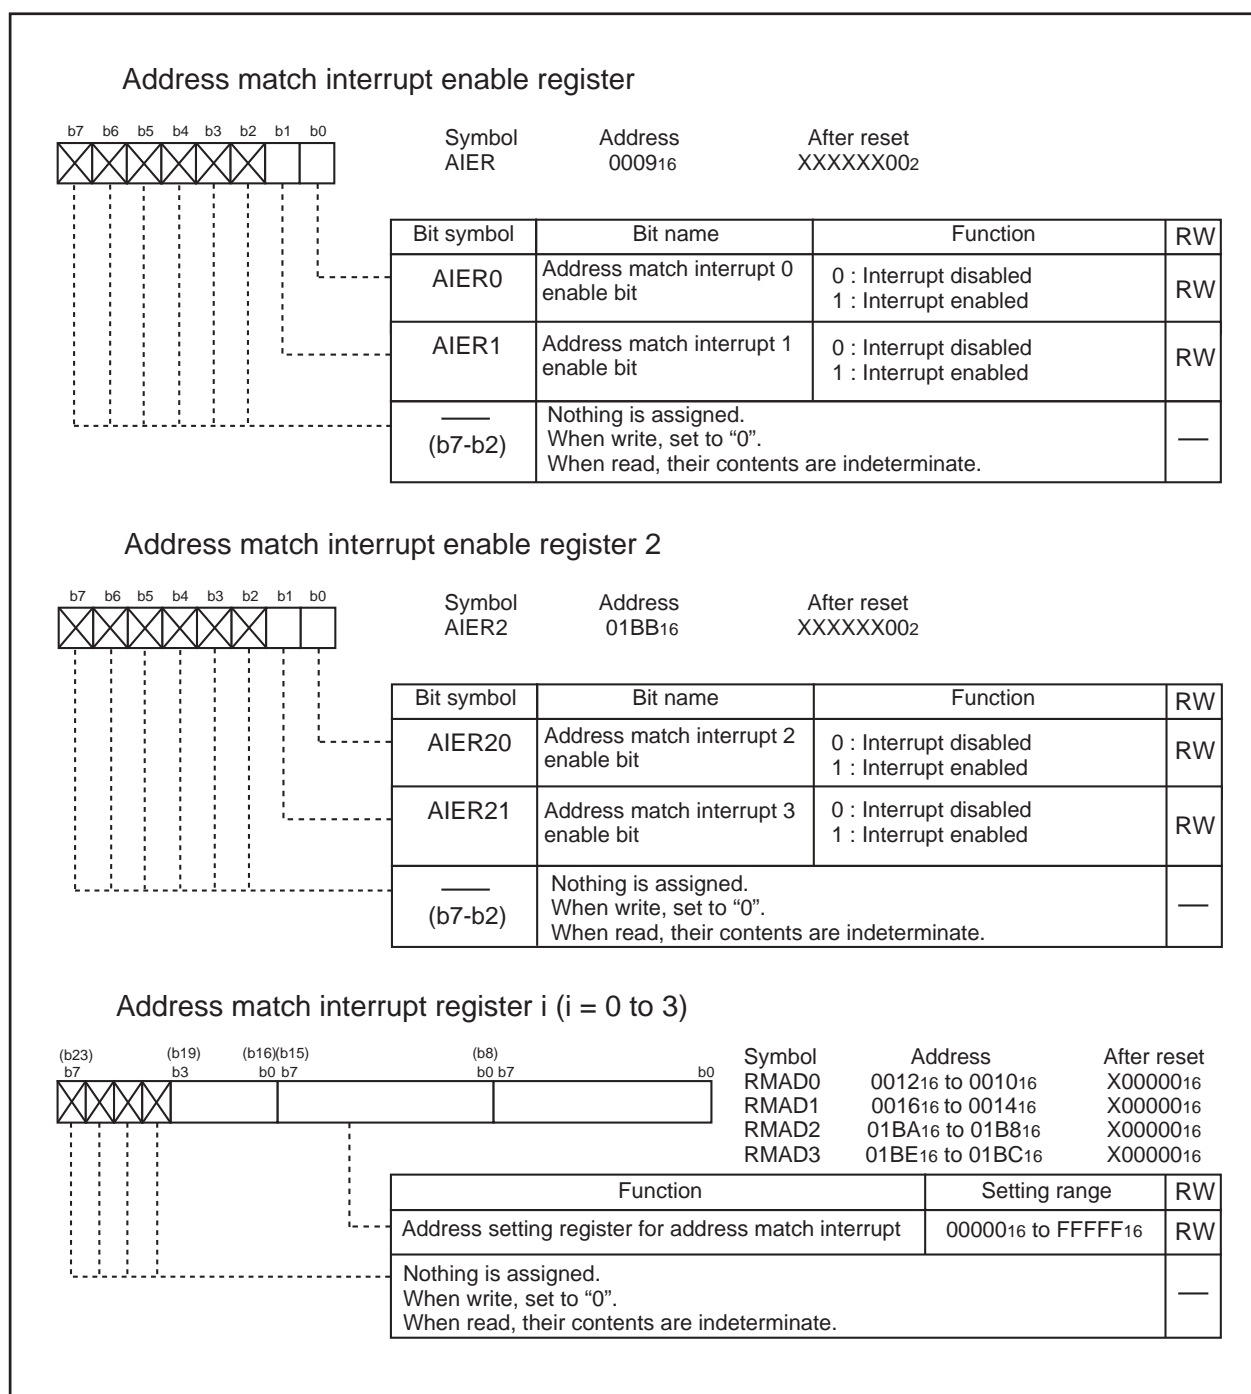 Address match interrupt enable register
b7 b6 b5 b4 b3 b2 b1 b0
Symbol Address After reset
AIER 000916 XXXXXX002
Bit symbol Bit name Function RW
AIER0 Address match interrupt 0 enable bit 0 : Interrupt disabled 1 : Interrupt enabled RW
AIER1 Address match interrupt 1 enable bit 0 : Interrupt disabled 1 : Interrupt enabled RW
—
(b7-b2)
Nothing is assigned.
When write, set to “0”.
When read, their contents are indeterminate.
—
Address match interrupt enable register 2
b7 b6 b5 b4 b3 b2 b1 b0
Symbol Address After reset
AIER2 01BB16 XXXXXX002
Bit symbol Bit name Function RW
AIER20 Address match interrupt 2 enable bit 0 : Interrupt disabled 1 : Interrupt enabled RW
AIER21 Address match interrupt 3 enable bit 0 : Interrupt disabled 1 : Interrupt enabled RW
—
(b7-b2)
Nothing is assigned.
When write, set to “0”.
When read, their contents are indeterminate.
—
Address match interrupt register i (i = 0 to 3)
(b23) (b19) (b16)(b15) (b8)
b7 b3 b0 b7 b0 b7 b0
Symbol Address After reset
RMAD0 001216 to 001016 X0000016
RMAD1 001616 to 001416 X0000016
RMAD2 01BA16 to 01B816 X0000016
RMAD3 01BE16 to 01BC16 X0000016
Function Setting range RW
Address setting register for address match interrupt 0000016 to FFFFF16 RW
Nothing is assigned.
When write, set to “0”.
When read, their contents are indeterminate.
—